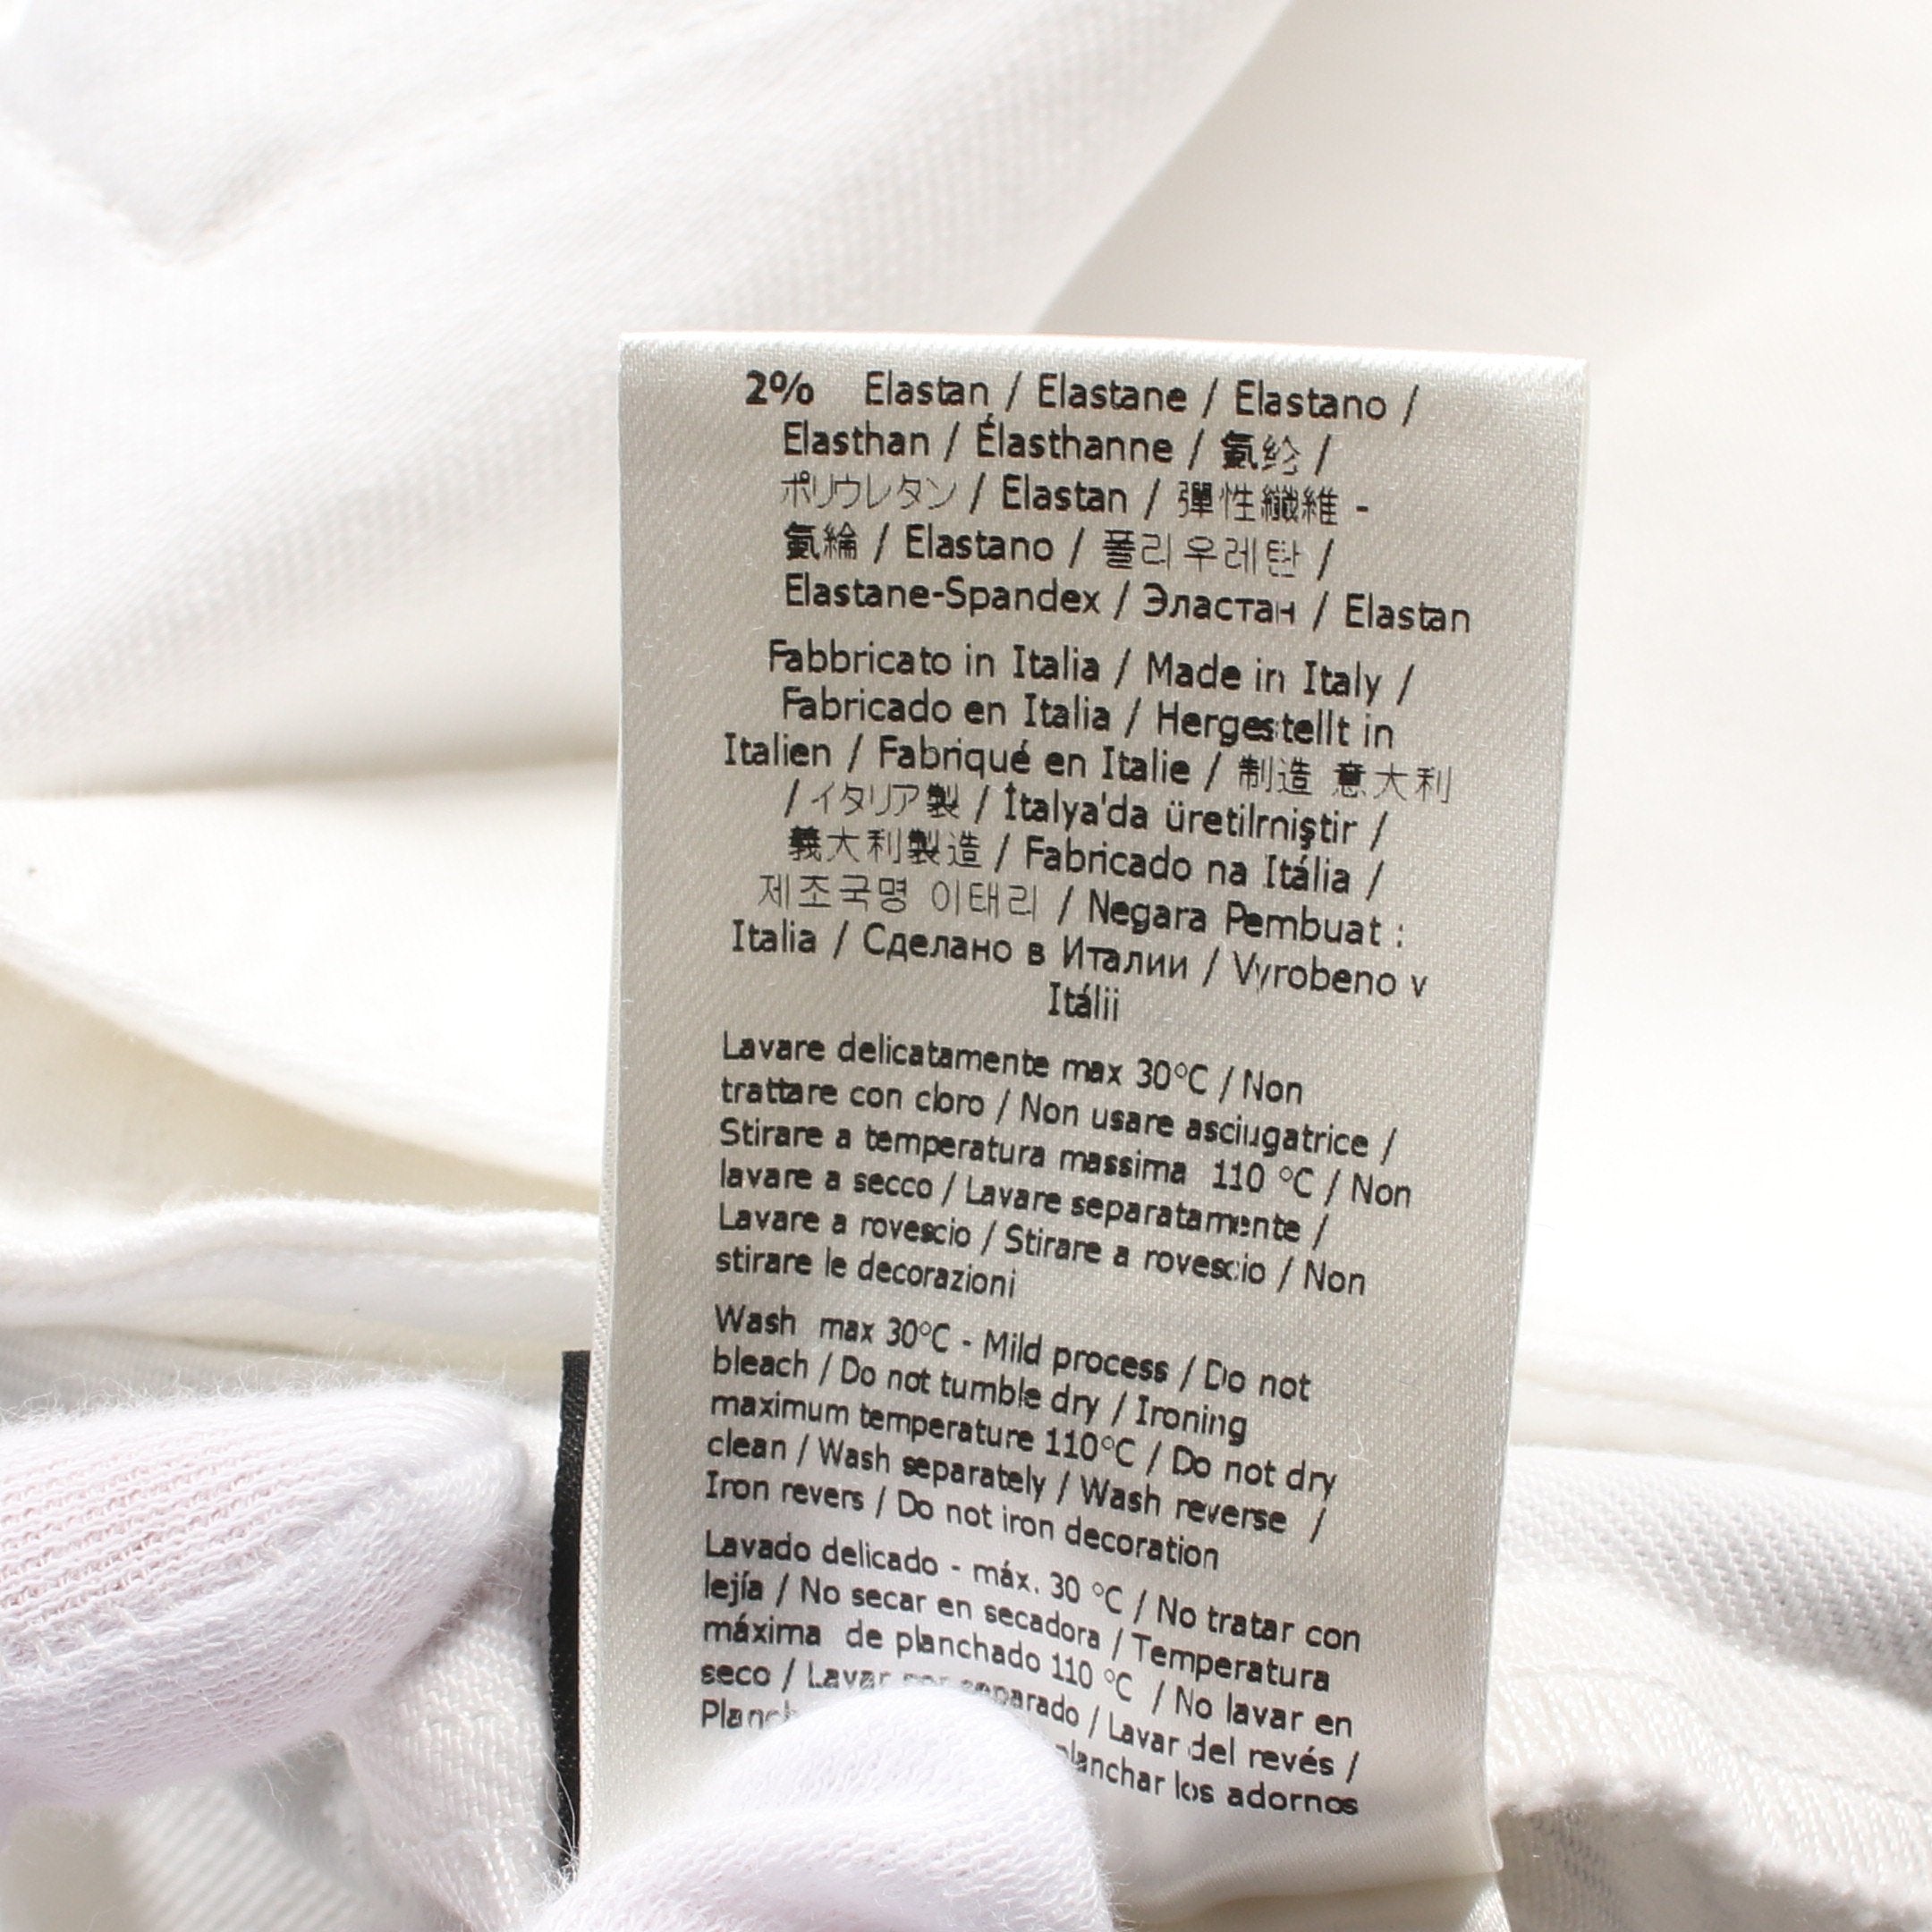 2% Elastan / Elastane / Elastano /
Elasthan / Élasthanne / 氨纶 /
ポリウレタン / Elastan / 彈性纖維 -
氨綸 / Elastano / 폴리우레탄 /
Elastane-Spandex / Эластан / Elastan
Fabbricato in Italia / Made in Italy /
Fabricado en Italia / Hergestellt in
Italien / Fabriqué en Italie / 制造 意大利
/ イタリア製 / İtalya'da üretilmiştir /
義大利製造 / Fabricado na Itália /
제조국명 이태리 / Negara Pembuat :
Italia / Сделано в Италии / Vyrobeno v
Itálii
Lavare delicatamente max 30°C / Non
trattare con cloro / Non usare asciugatrice /
Stirare a temperatura massima 110 °C / Non
lavare a secco / Lavare separatamente /
Lavare a rovescio / Stirare a rovescio / Non
stirare le decorazioni
Wash max 30°C - Mild process / Do not
bleach / Do not tumble dry / Ironing
maximum temperature 110°C / Do not dry
clean / Wash separately / Wash reverse /
Iron revers / Do not iron decoration
Lavado delicado - máx. 30 °C / No tratar con
lejía / No secar en secadora / Temperatura
máxima de planchado 110 °C / No lavar en
seco / Lavar por separado / Lavar del revés /
planchar los adornos